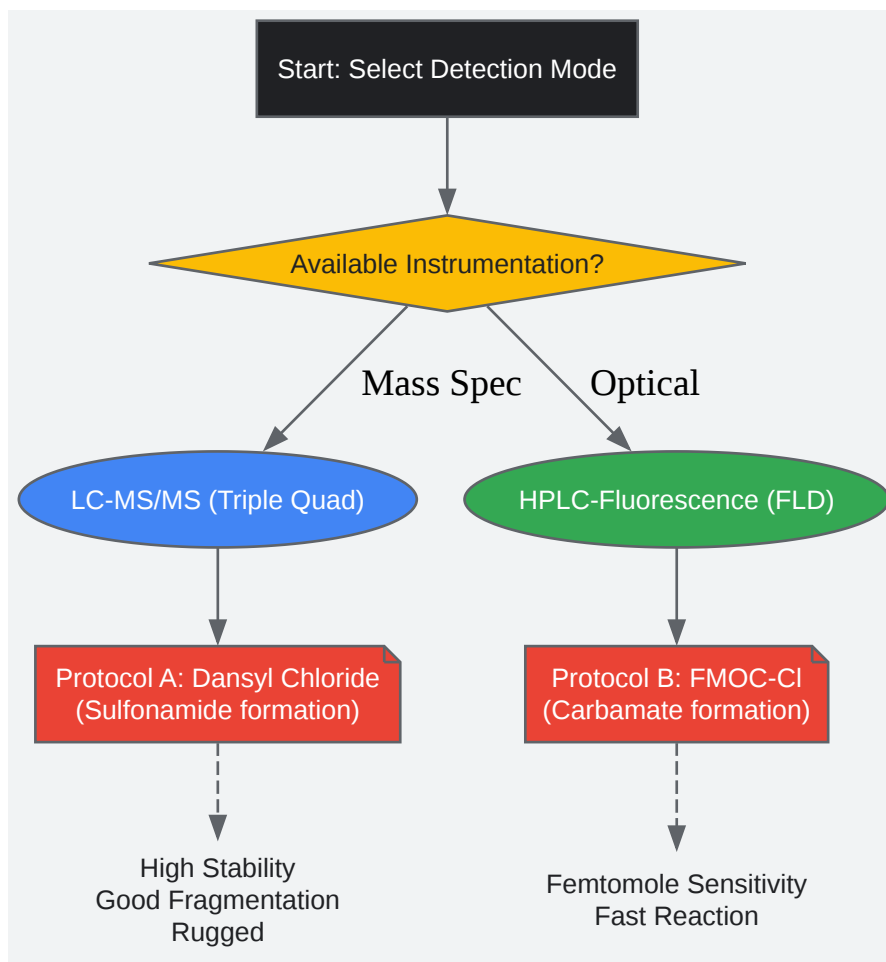 Start: Select Detection Mode
Available Instrumentation?
Mass Spec
Optical
LC-MS/MS (Triple Quad)
HPLC-Fluorescence (FLD)
Protocol A: Dansyl Chloride
(Sulfonamide formation)
Protocol B: FMOC-Cl
(Carbamate formation)
High Stability
Good Fragmentation
Rugged
Femtomole Sensitivity
Fast Reaction